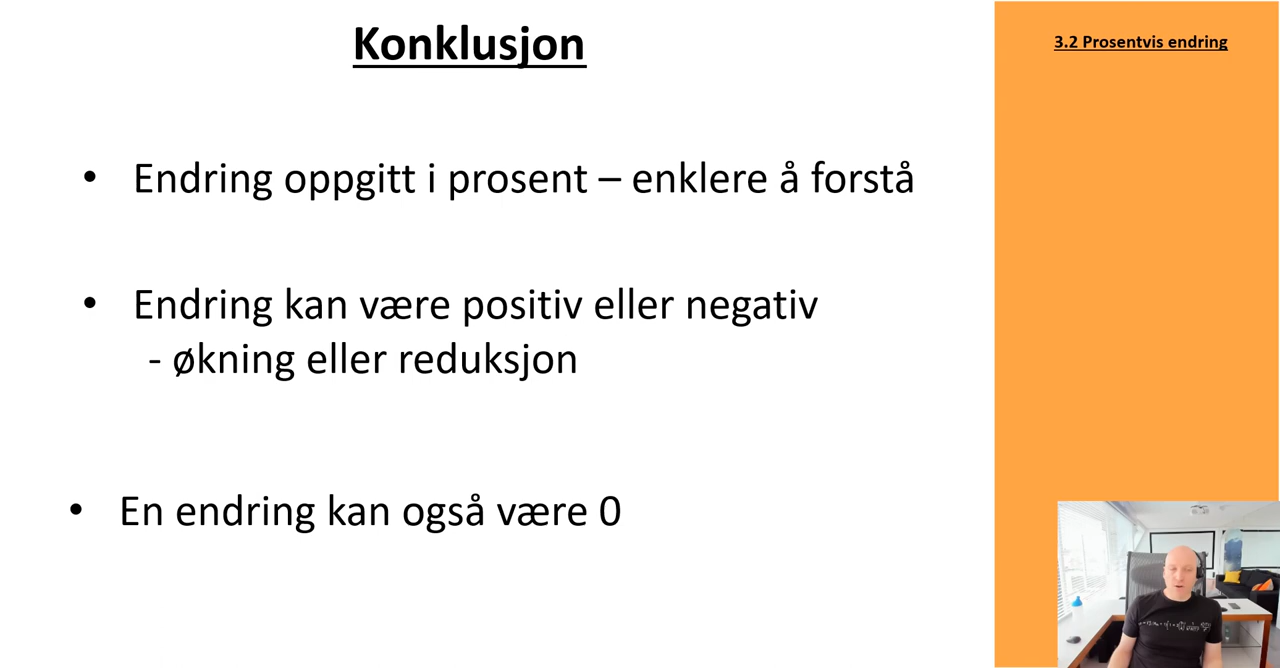 Konklusjon
3.2 Prosentvis endring
• Endring oppgitt i prosent – enklere å forstå
• Endring kan være positiv eller negativ
- økning eller reduksjon
• En endring kan også være 0